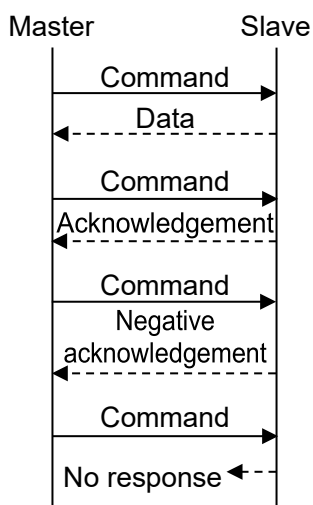 Master Slave
Command
Data
Command
Acknowledgement
Command
Negative
acknowledgement
Command
No response